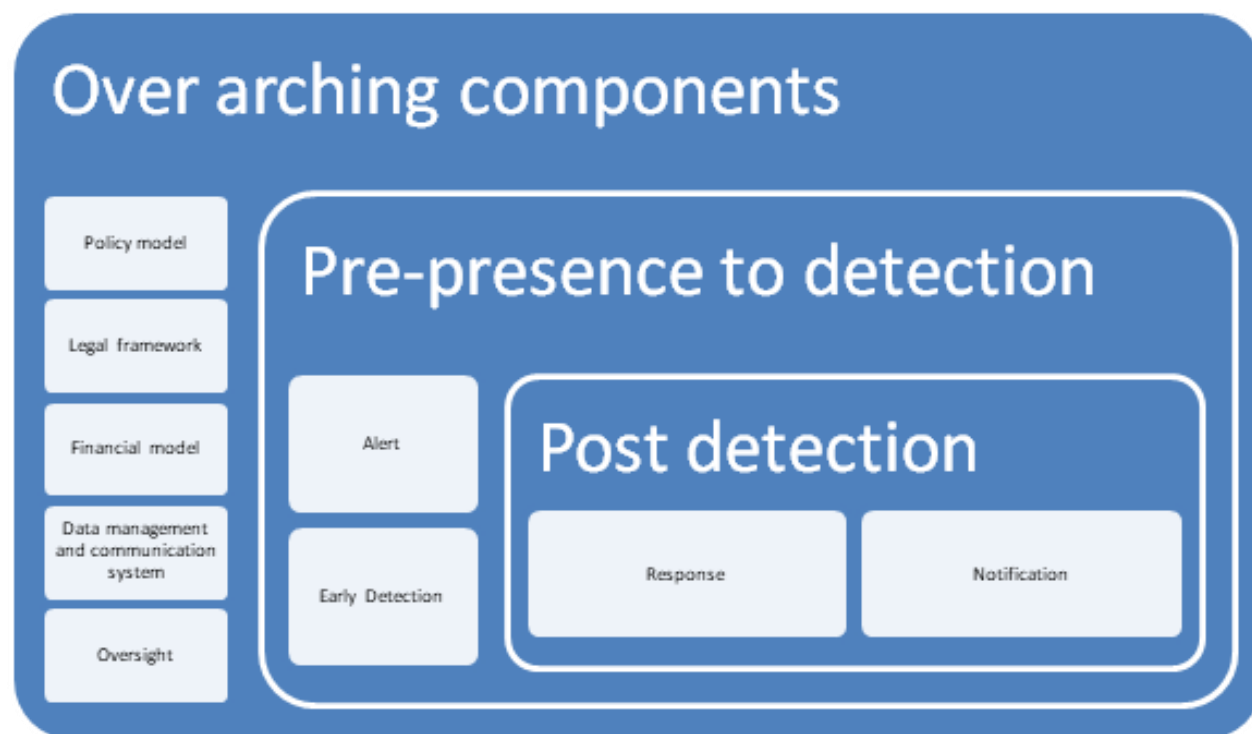 Over arching components
Policy model
Legal framework
Financial model
Data management
and communication
system
Oversight
Pre-presence to detection
Alert
Early Detection
Post detection
Response
Notification